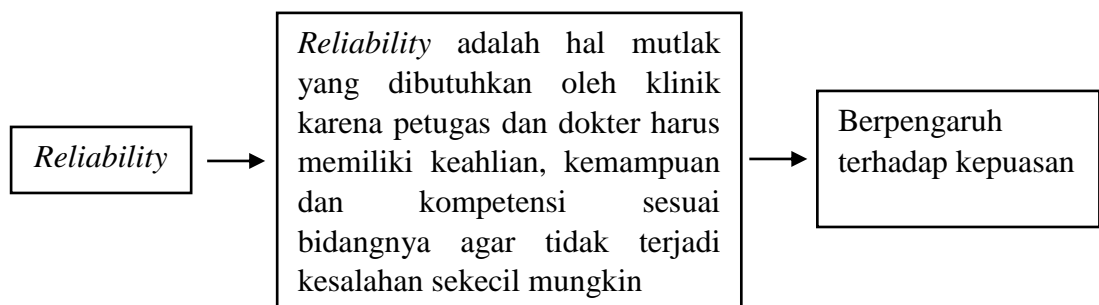 Reliability
Reliability adalah hal mutlak
yang dibutuhkan oleh klinik
karena petugas dan dokter harus
memiliki keahlian, kemampuan
dan kompetensi sesuai
bidangnya agar tidak terjadi
kesalahan sekecil mungkin
Berpengaruh
terhadap kepuasan